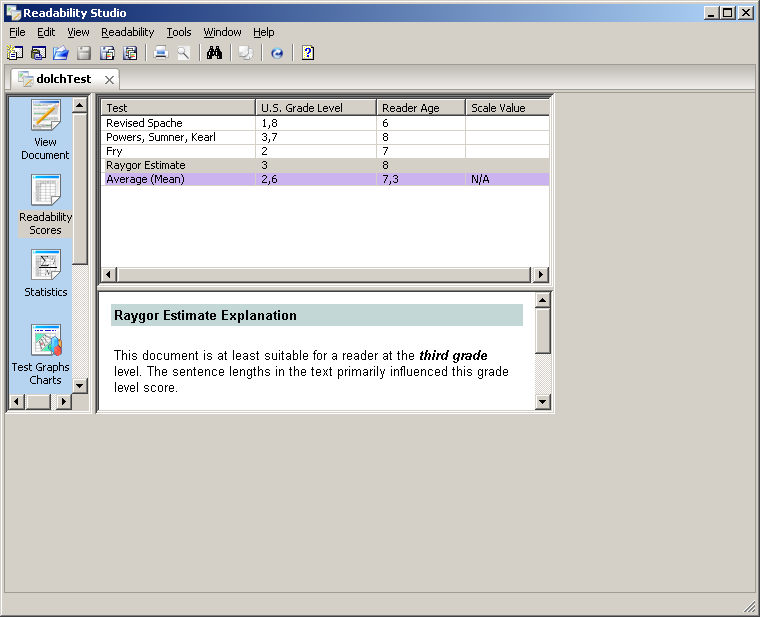 Readability Studio
File Edit View Readability Tools Window Help
dolchTest
View
Document
Readability
Scores
Statistics
Test Graphs
Charts
Test U.S. Grade Level Reader Age Scale Value
Revised Spache 1,8 6
Powers, Sumner, Kearl 3,7 8
Fry 2 7
Raygor Estimate 3 8
Average (Mean) 2,6 7,3 N/A
Raygor Estimate Explanation
This document is at least suitable for a reader at the third grade
level. The sentence lengths in the text primarily influenced this grade
level score.